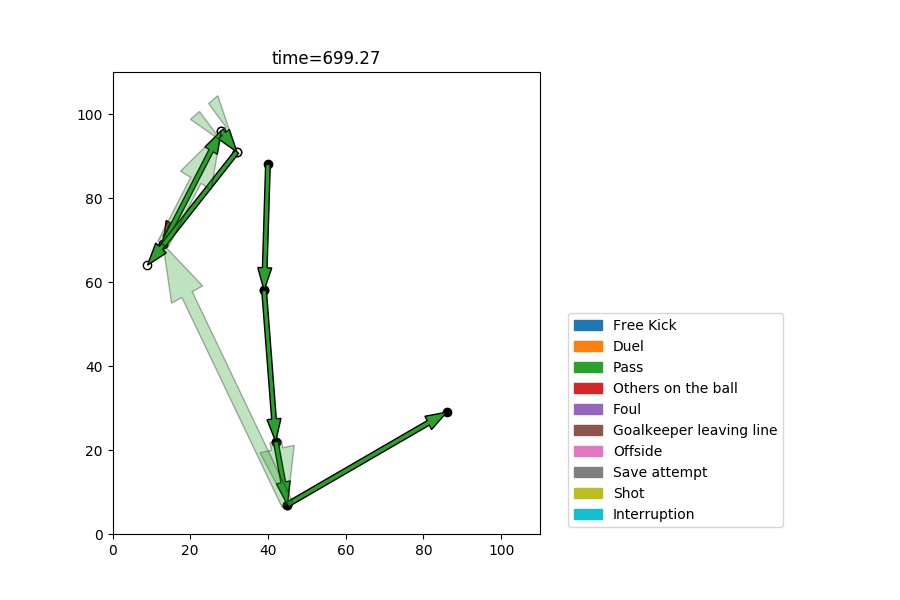 time=699.27
100
80
60
40
20
0
0 20 40 60 80 100
Free Kick
Duel
Pass
Others on the ball
Foul
Goalkeeper leaving line
Offside
Save attempt
Shot
Interruption